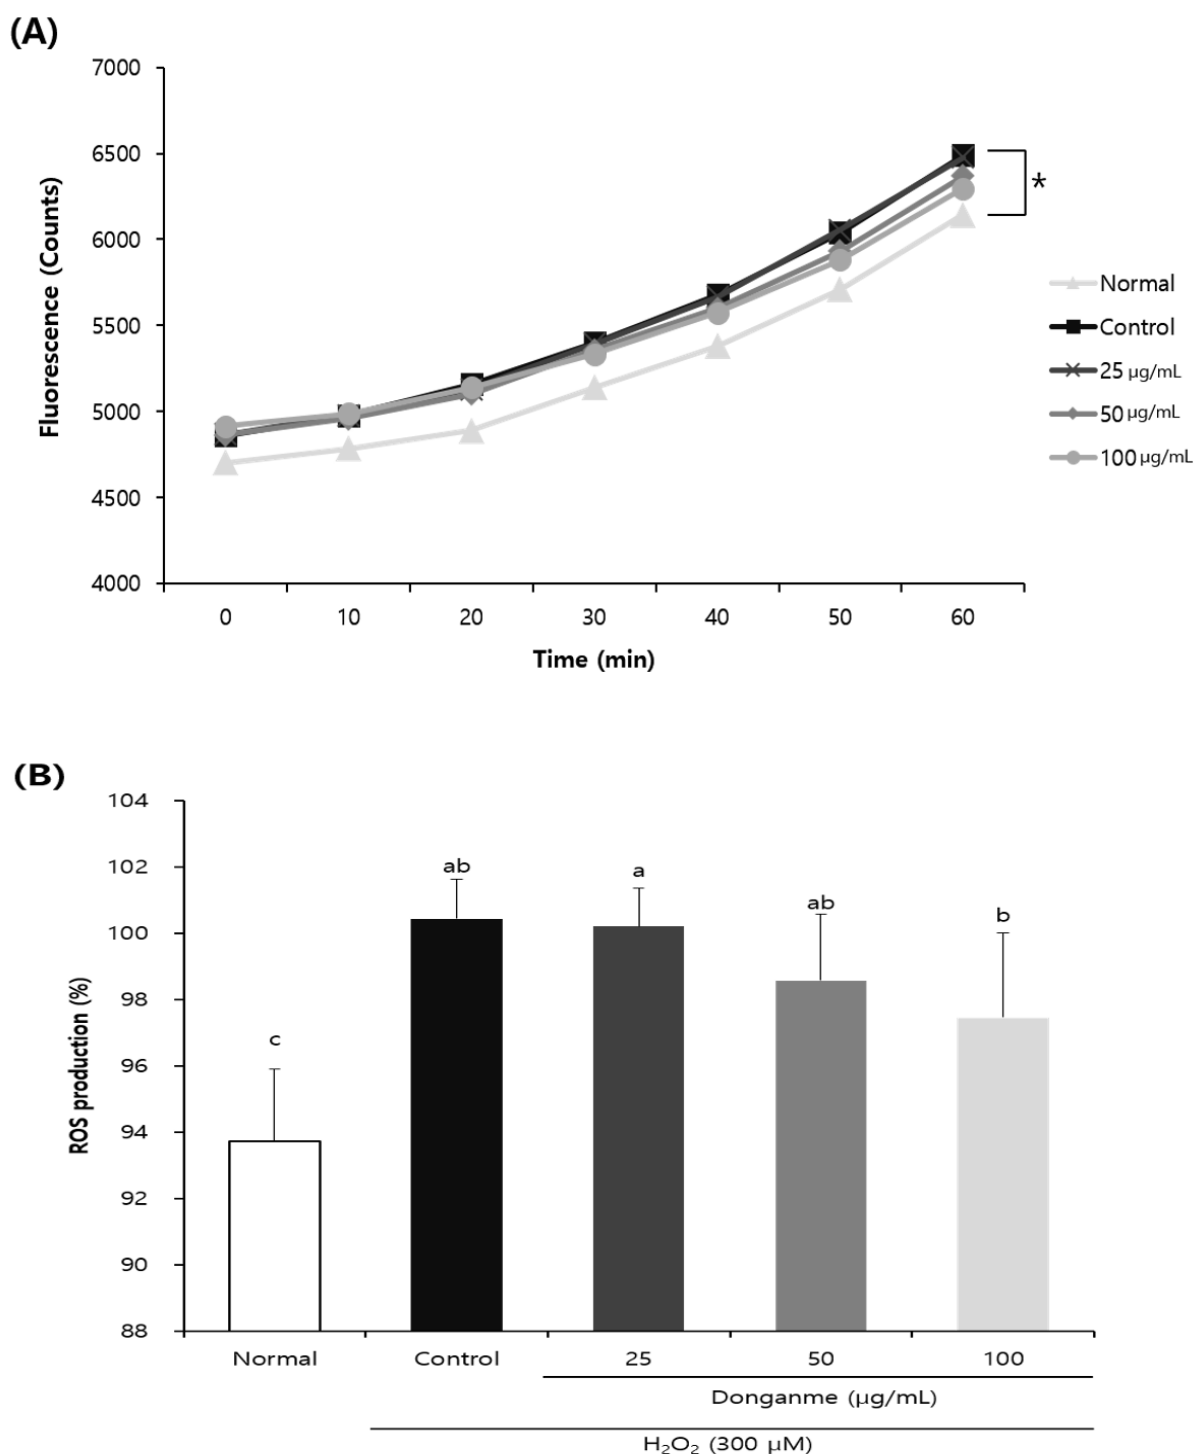 (A)
7000
6500
6000
5500
5000
4500
4000
Fluorescence (Counts)
0 10 20 30 40 50 60
Time (min)
*
Normal
Control
25 μg/mL
50 μg/mL
100 μg/mL
(B)
104
102
100
98
96
94
92
90
88
ROS production (%)
c
ab
a
ab
b
Normal Control 25 50 100
Donganme (μg/mL)
H₂O₂ (300 μM)